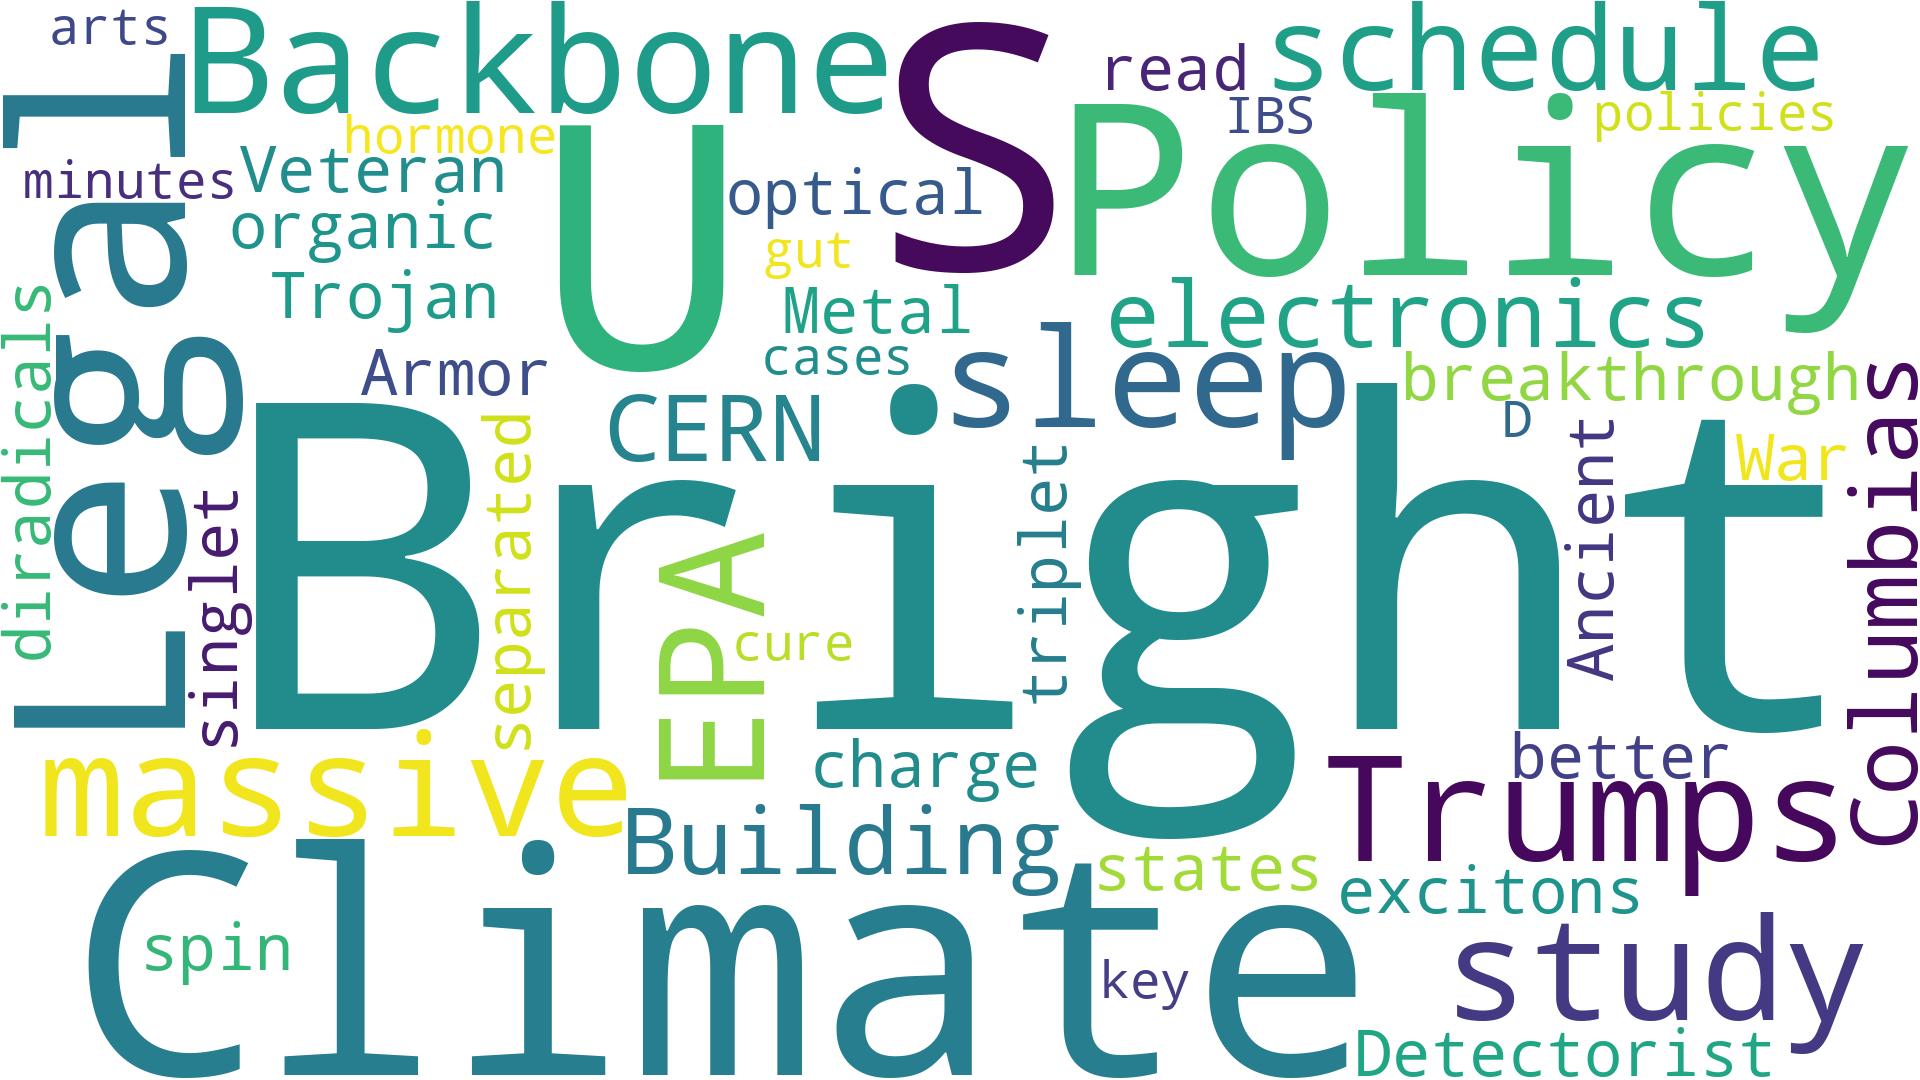 arts
Backbone
S
read
schedule
IBS
policies
Legal
hormone
U
Policy
minutes
Veteran
optical
organic
gut
Trojan
Metal
electronics
diradicals
Armor
cases
sleep
breakthrough
CERN
D
Ancient
War
Columbias
separated
triplet
singlet
Bright
EPA
cure
massive
charge
better
Trumps
Building
states
excitons
Climate
spin
key
study
Detectorist